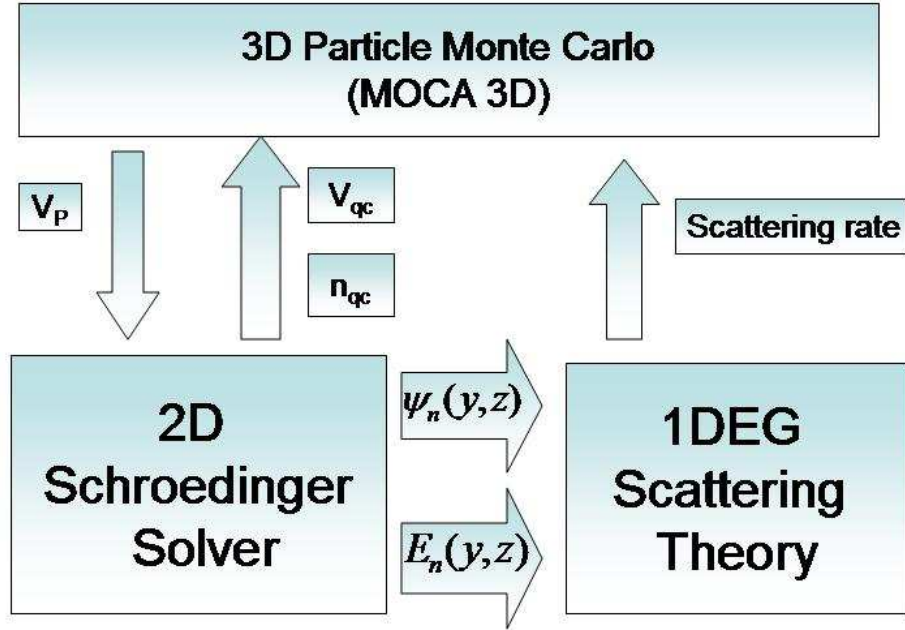 3D Particle Monte Carlo
(MOCA 3D)
V_P
V_qc
n_qc
Scattering rate
2D
Schroedinger
Solver
ψ_n(y,z)
E_n(y,z)
1DEG
Scattering
Theory